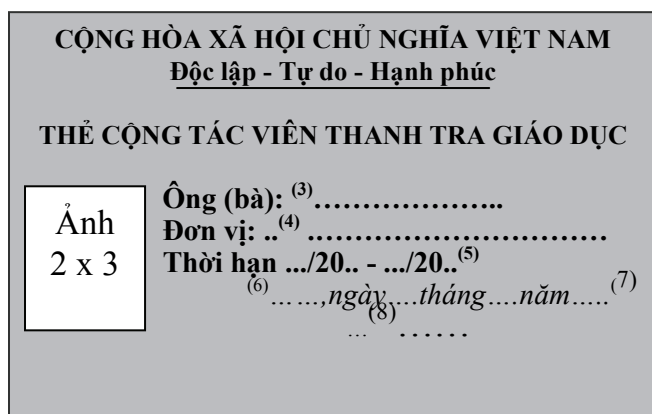 CỘNG HÒA XÃ HỘI CHỦ NGHĨA VIỆT NAM
Độc lập - Tự do - Hạnh phúc
THẺ CỘNG TÁC VIÊN THANH TRA GIÁO DỤC
Ảnh
2 x 3
Ông (bà): (3)………………..
Đơn vị: ..(4) ……………………………
Thời hạn .../20.. - .../20..(5)
(6)……,ngày….tháng….năm…..(7)
…(8)……